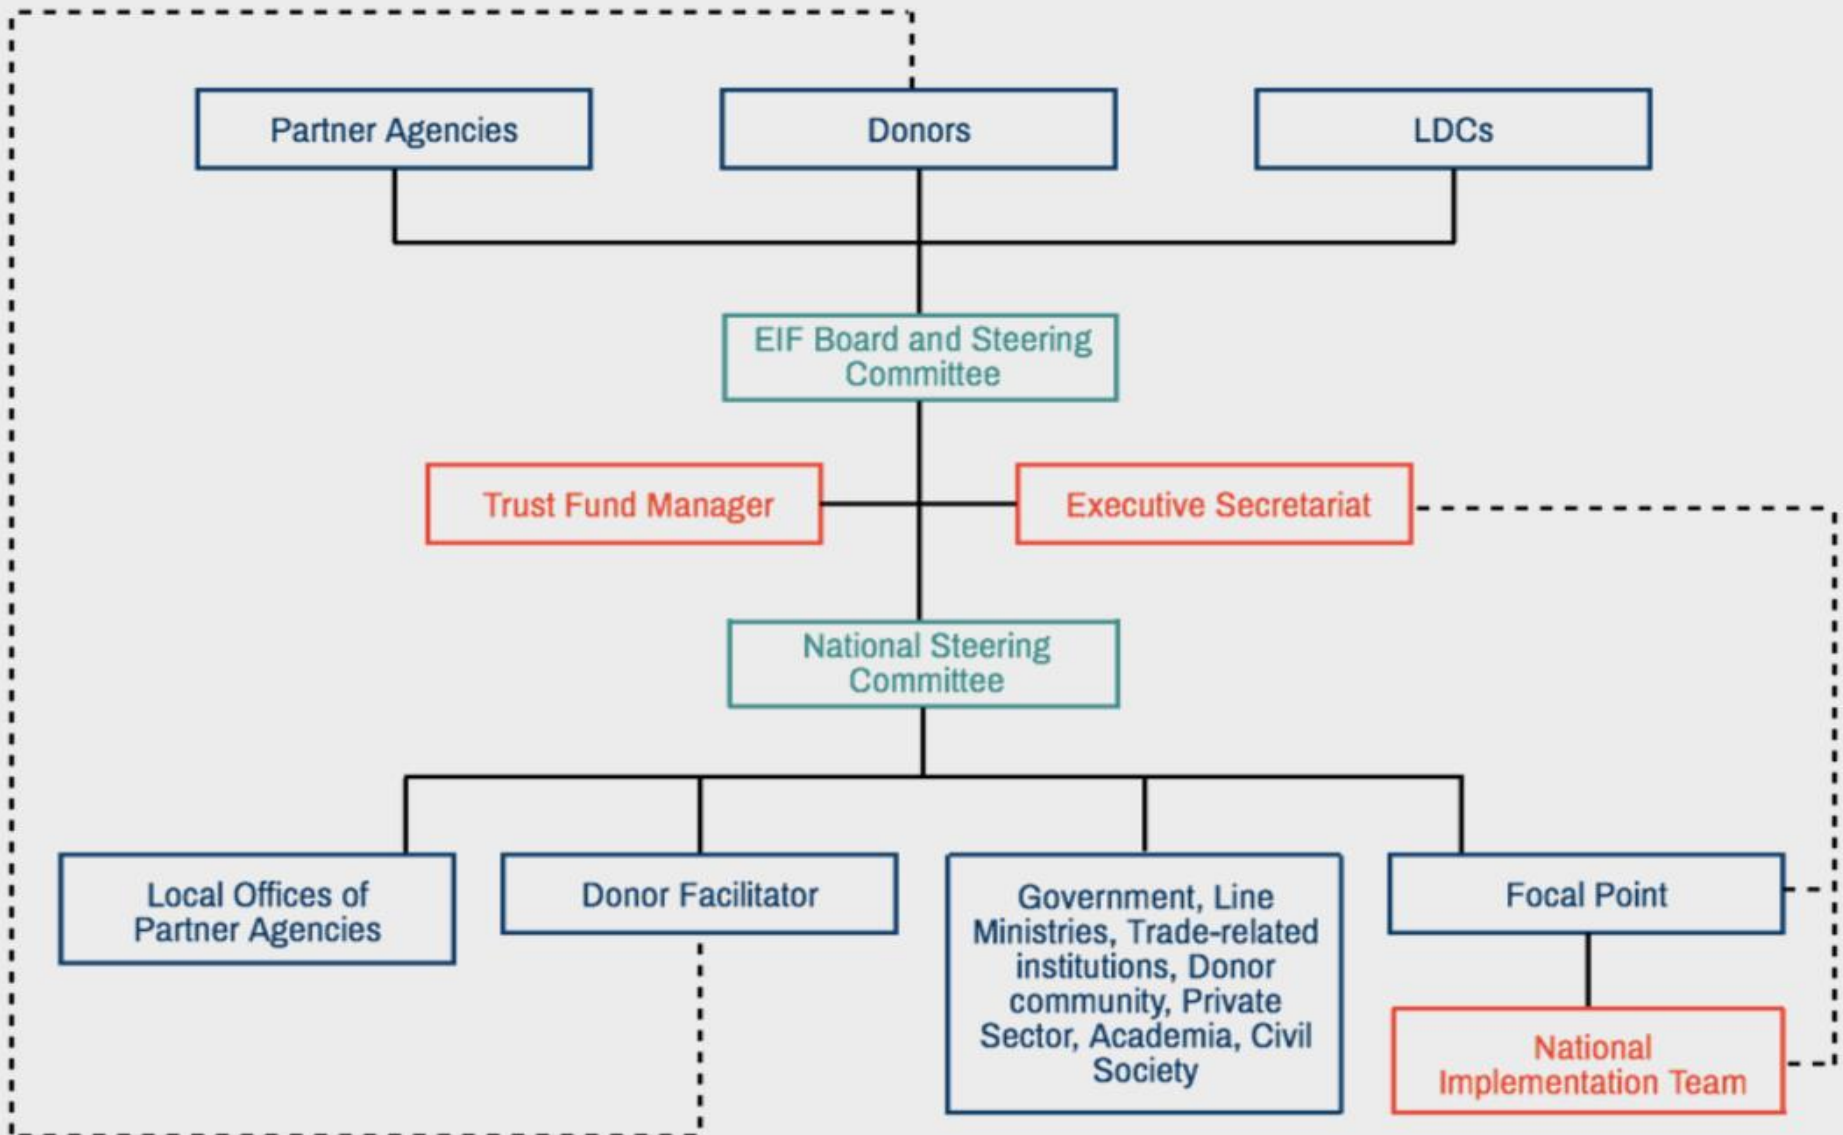 Partner Agencies
Donors
LDCs
EIF Board and Steering
Committee
Trust Fund Manager
Executive Secretariat
National Steering
Committee
Local Offices of
Partner Agencies
Donor Facilitator
Government, Line
Ministries, Trade-related
institutions, Donor
community, Private
Sector, Academia, Civil
Society
Focal Point
National
Implementation Team